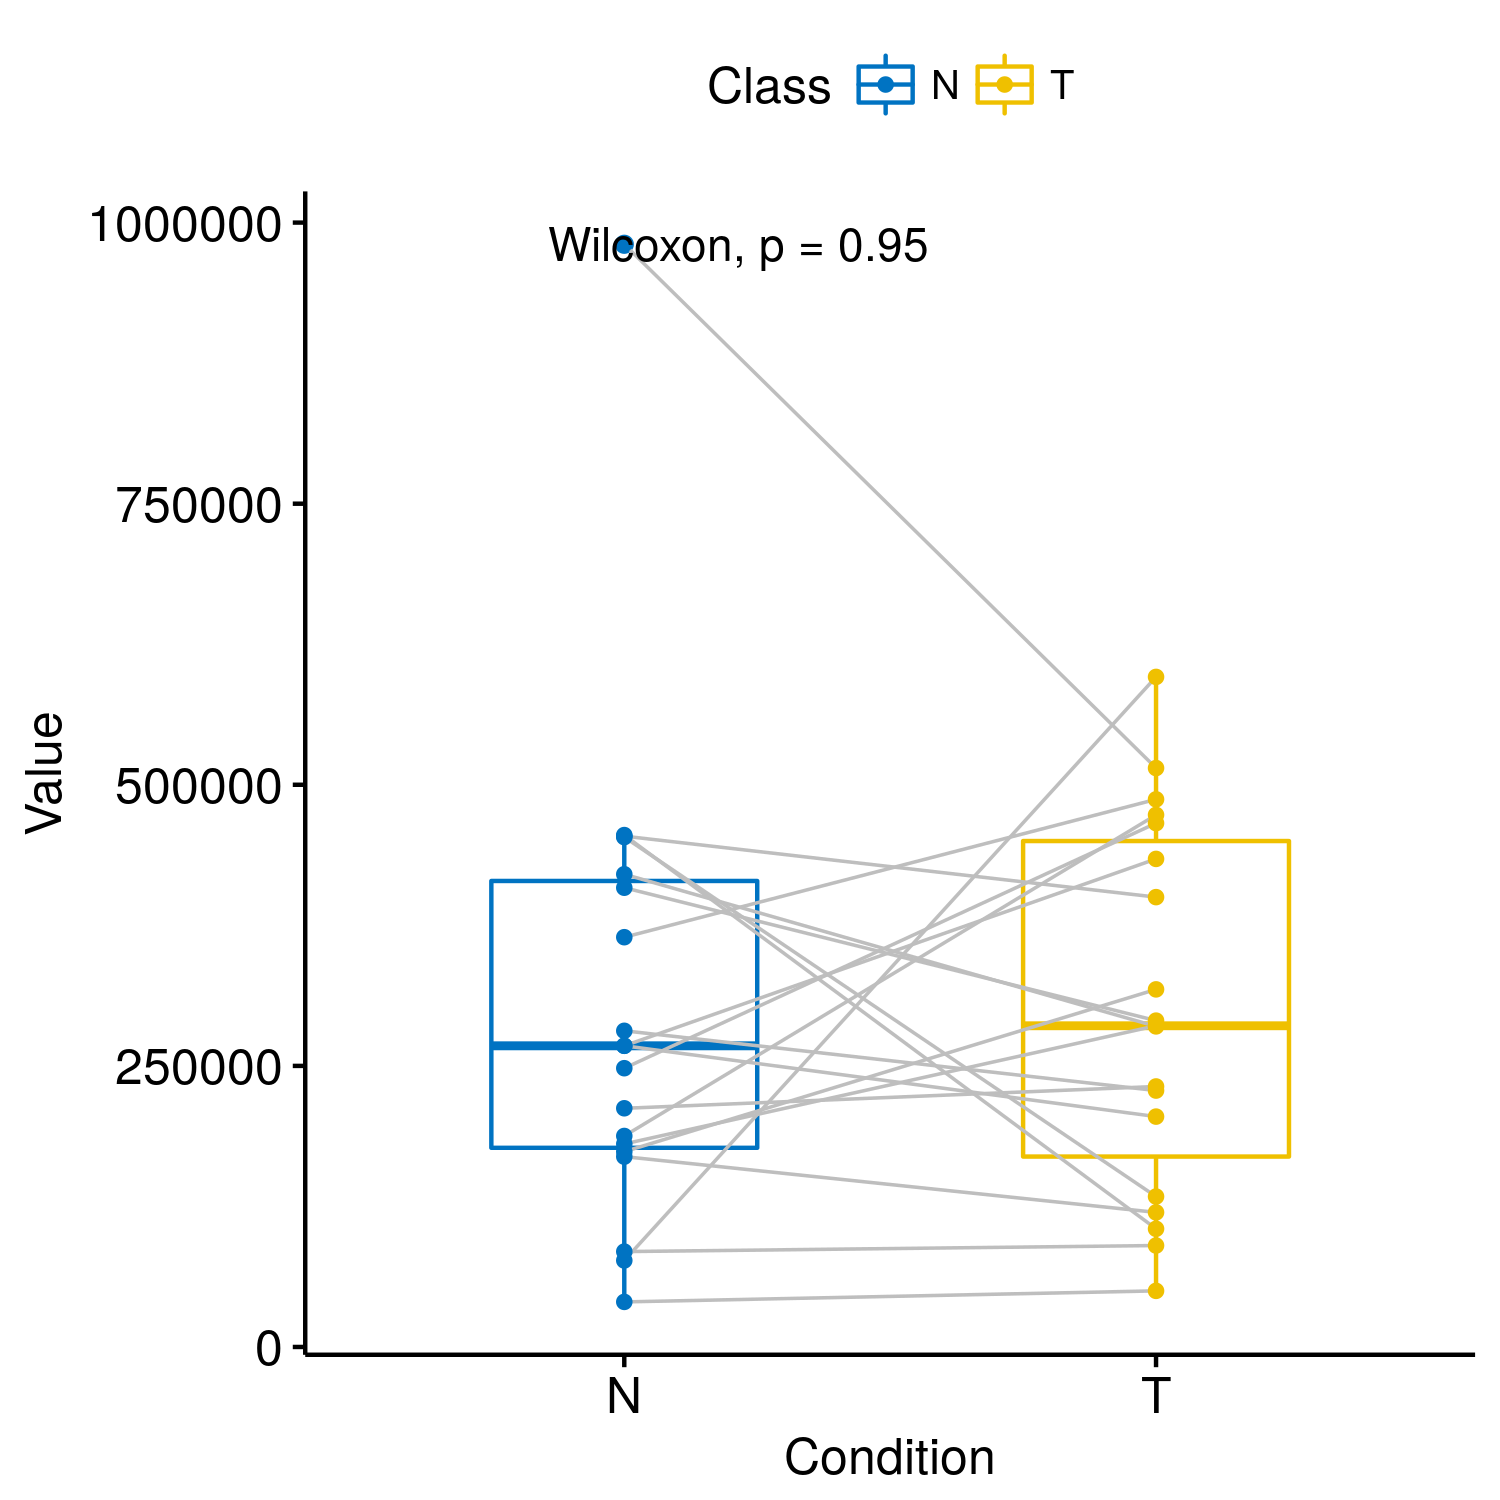 Class N T
Wilcoxon, p = 0.95
1000000
750000
500000
250000
0
Value
N T
Condition